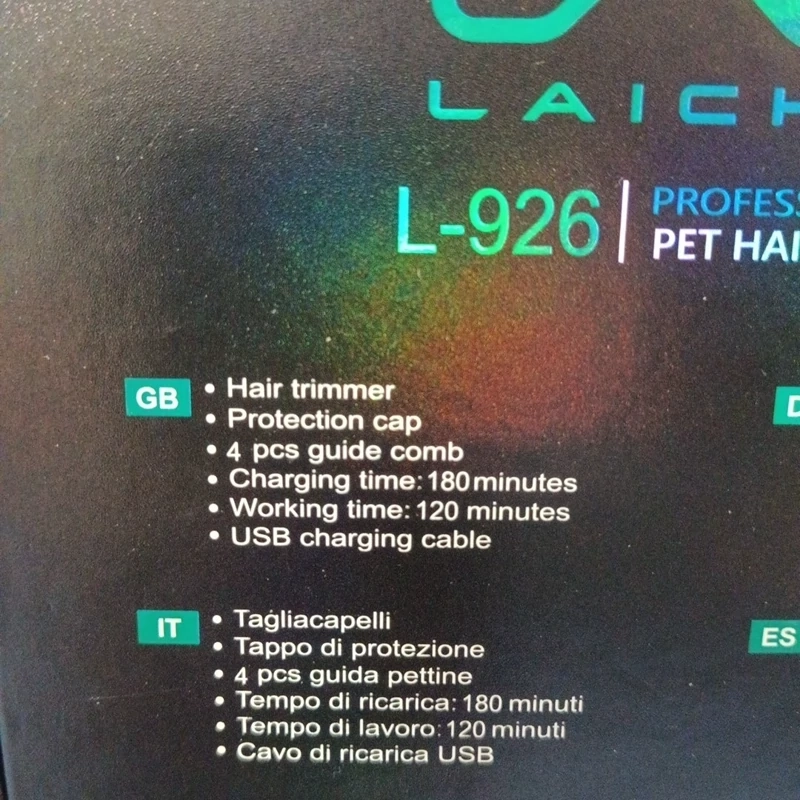 LAICH
L-926
PROFESS
PET HAI
GB
• Hair trimmer
• Protection cap
• 4 pcs guide comb
• Charging time: 180 minutes
• Working time: 120 minutes
• USB charging cable
D
IT
• Tagliacapelli
• Tappo di protezione
• 4 pcs guida pettine
• Tempo di ricarica: 180 minuti
• Tempo di lavoro: 120 minuti
• Cavo di ricarica USB
ES